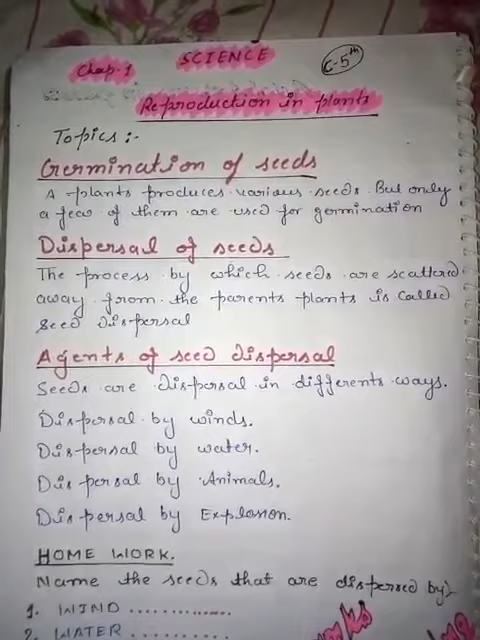 SCIENCE
Chap-1
C-5th
Reproduction in plants
Topics:-
Germination of seeds
A plants produces various seeds. But only
a few of them are used for germination
Dispersal of seeds
The process by which seeds are scattered
away from the parents plants is called
seed dispersal
Agents of seed dispersal
Seeds are dispersal in differents ways.
Dispersal by winds.
Dispersal by water.
Dispersal by Animals.
Dispersal by Explosion.
HOME WORK.
Name the seeds that are dispersed by:-
1. WIND ..............
2. WATER ..........